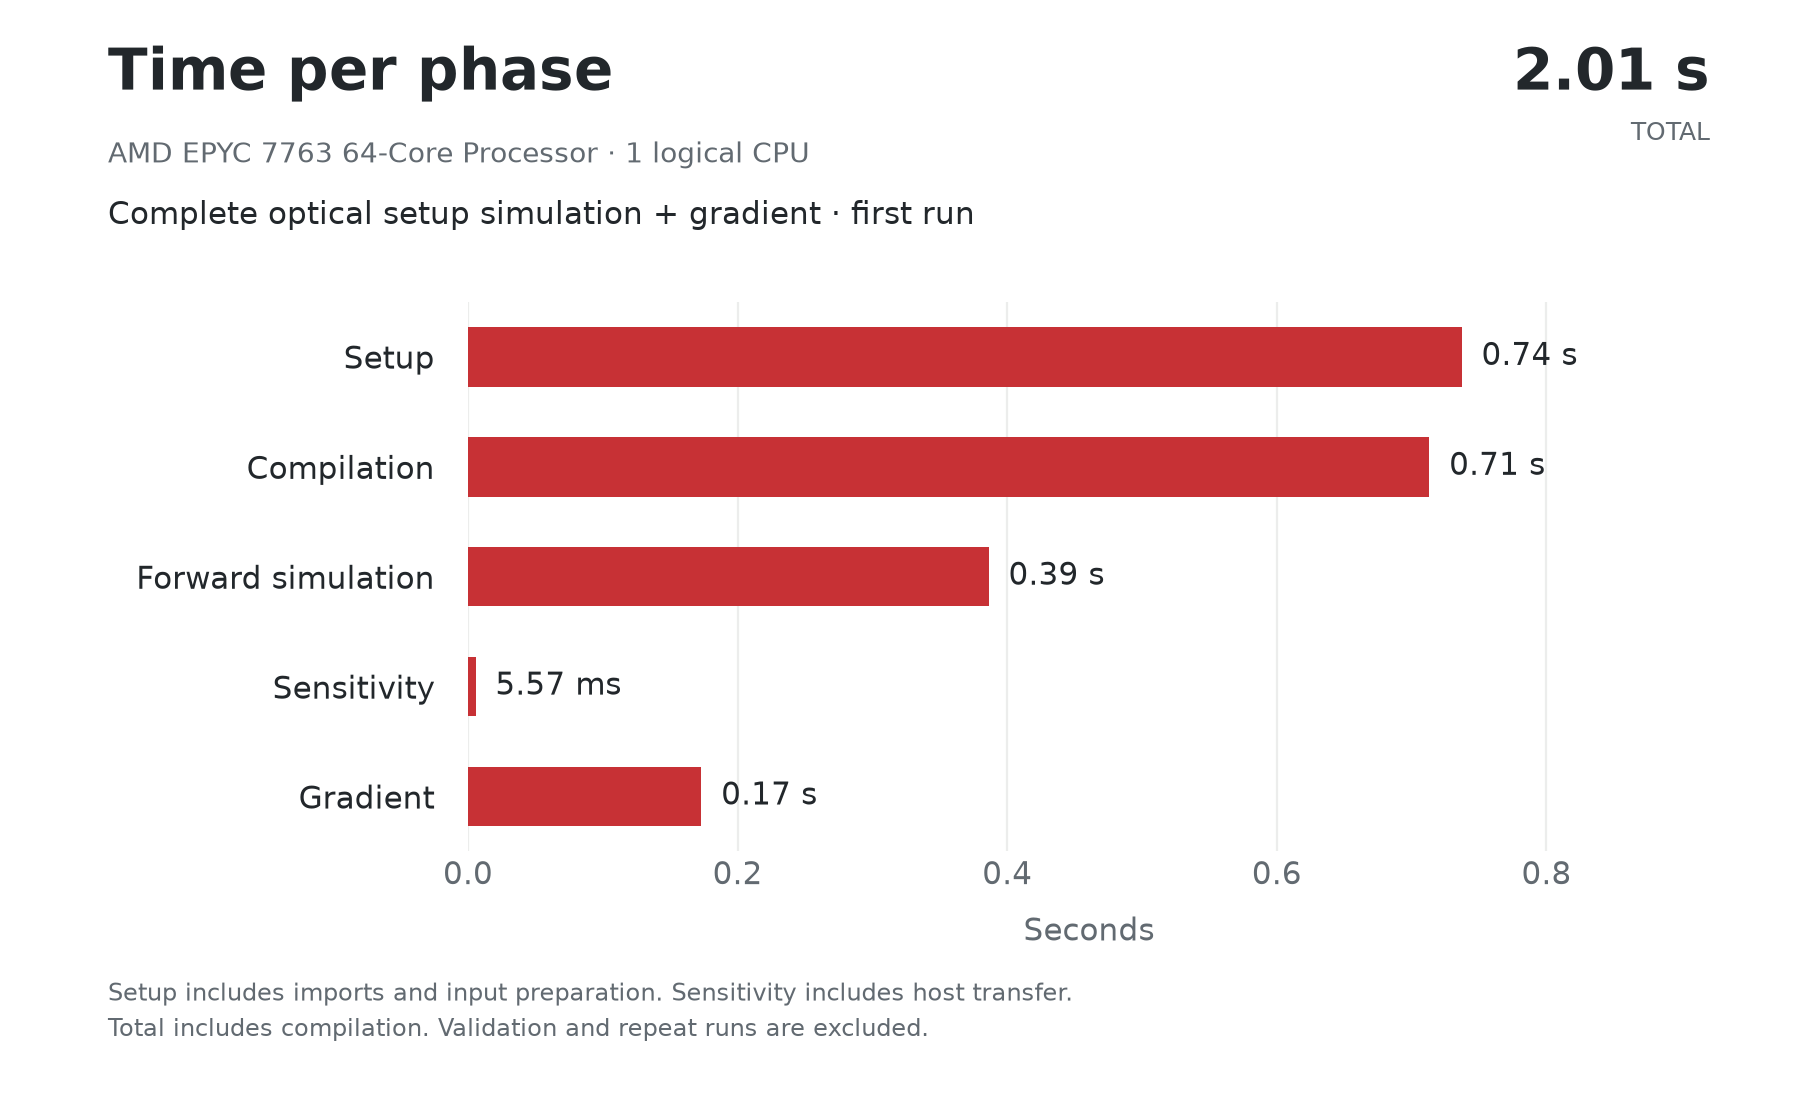 Time per phase
2.01 s
TOTAL
AMD EPYC 7763 64-Core Processor · 1 logical CPU
Complete optical setup simulation + gradient · first run
Setup
0.74 s
Compilation
0.71 s
Forward simulation
0.39 s
Sensitivity
5.57 ms
Gradient
0.17 s
0.0 0.2 0.4 0.6 0.8
Seconds
Setup includes imports and input preparation. Sensitivity includes host transfer.
Total includes compilation. Validation and repeat runs are excluded.